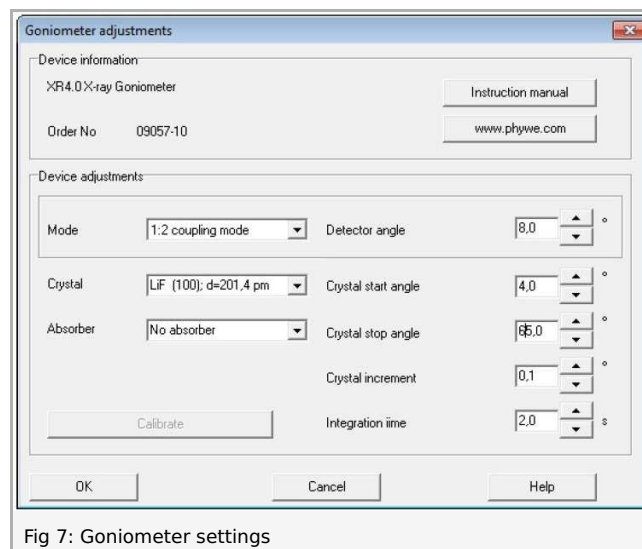 Goniometer adjustments
Device information
XR4.0 X-ray Goniometer
Instruction manual
Order No 09057-10
www.phywe.com
Device adjustments
Mode 1:2 coupling mode Detector angle 8,0 °
Crystal LiF (100); d=201,4 pm Crystal start angle 4,0 °
Absorber No absorber Crystal stop angle 65,0 °
Crystal increment 0,1 °
Calibrate Integration iime 2,0 s
OK Cancel Help
Fig 7: Goniometer settings